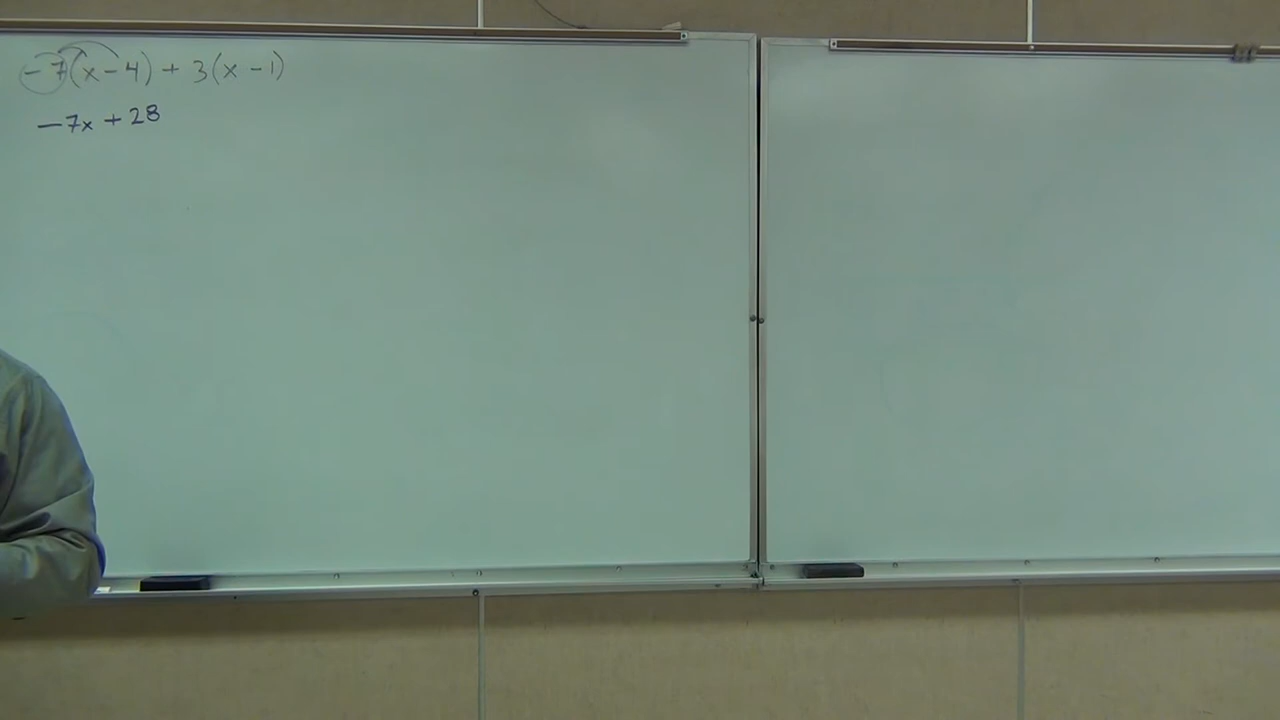 -7(x-4) + 3(x-1)
-7x + 28